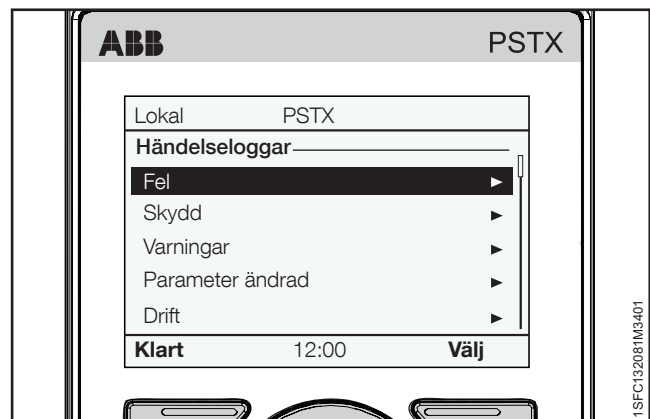 ABB PSTX
Lokal PSTX
Händelseloggar
Fel
Skydd
Varningar
Parameter ändrad
Drift
Klart 12:00 Välj
1SFC132081M3401